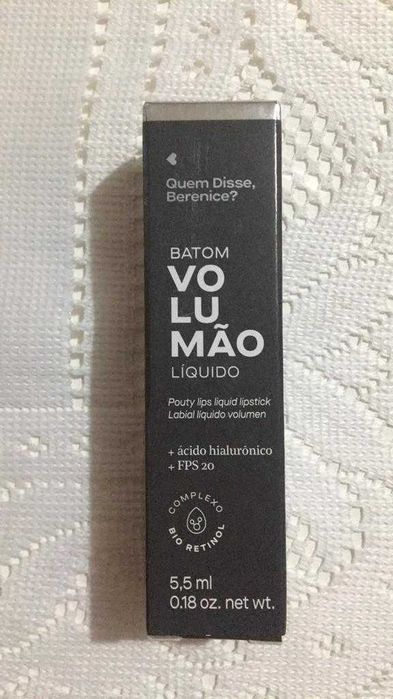 Quem Disse,
Berenice?
BATOM
VO
LU
MÃO
LÍQUIDO
Pouty lips liquid lipstick
Labial líquido volumen
+ ácido hialurônico
+ FPS 20
COMPLEXO
BIO RETINOL
5,5 ml
0.18 oz. net wt.